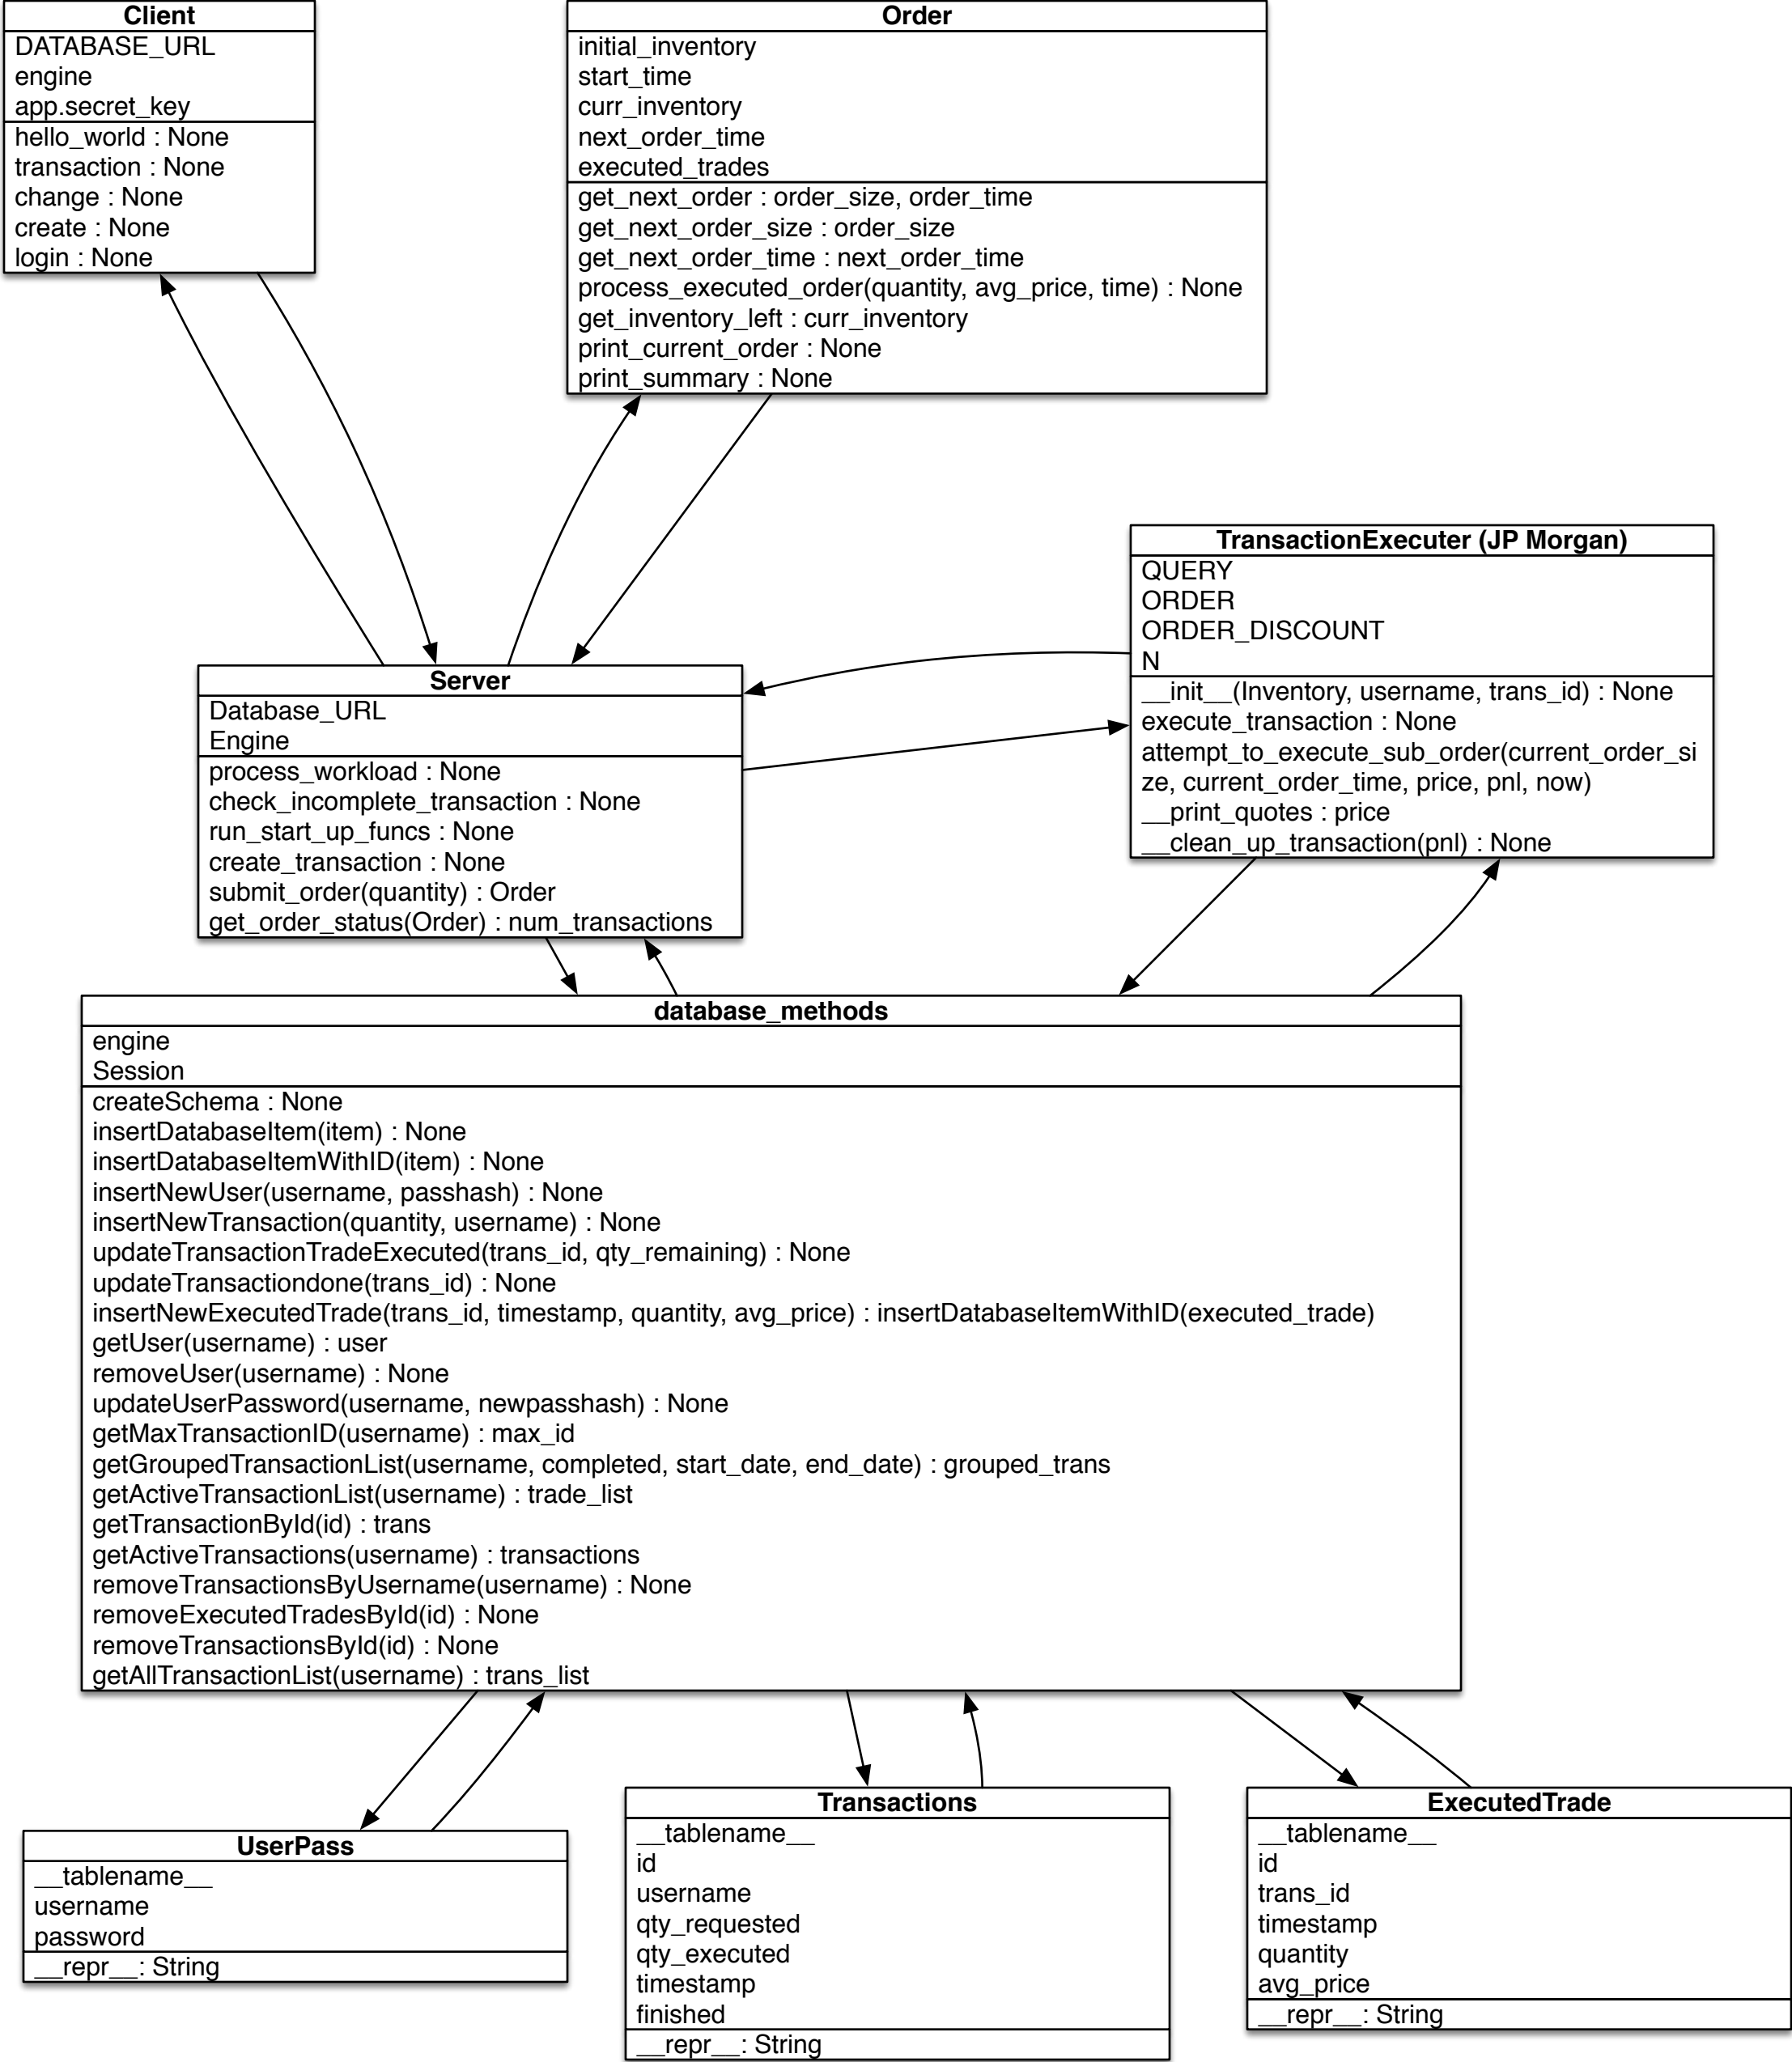 Client
DATABASE_URL
engine
app.secret_key
hello_world : None
transaction : None
change : None
create : None
login : None
Order
initial_inventory
start_time
curr_inventory
next_order_time
executed_trades
get_next_order : order_size, order_time
get_next_order_size : order_size
get_next_order_time : next_order_time
process_executed_order(quantity, avg_price, time) : None
get_inventory_left : curr_inventory
print_current_order : None
print_summary : None
TransactionExecuter (JP Morgan)
QUERY
ORDER
ORDER_DISCOUNT
N
__init__(Inventory, username, trans_id) : None
execute_transaction : None
attempt_to_execute_sub_order(current_order_si
ze, current_order_time, price, pnl, now)
__print_quotes : price
__clean_up_transaction(pnl) : None
Server
Database_URL
Engine
process_workload : None
check_incomplete_transaction : None
run_start_up_funcs : None
create_transaction : None
submit_order(quantity) : Order
get_order_status(Order) : num_transactions
database_methods
engine
Session
createSchema : None
insertDatabaseItem(item) : None
insertDatabaseItemWithID(item) : None
insertNewUser(username, passhash) : None
insertNewTransaction(quantity, username) : None
updateTransactionTradeExecuted(trans_id, qty_remaining) : None
updateTransactiondone(trans_id) : None
insertNewExecutedTrade(trans_id, timestamp, quantity, avg_price) : insertDatabaseItemWithID(executed_trade)
getUser(username) : user
removeUser(username) : None
updateUserPassword(username, newpasshash) : None
getMaxTransactionID(username) : max_id
getGroupedTransactionList(username, completed, start_date, end_date) : grouped_trans
getActiveTransactionList(username) : trade_list
getTransactionById(id) : trans
getActiveTransactions(username) : transactions
removeTransactionsByUsername(username) : None
removeExecutedTradesById(id) : None
removeTransactionsById(id) : None
getAllTransactionList(username) : trans_list
UserPass
__tablename__
username
password
__repr__: String
Transactions
__tablename__
id
username
qty_requested
qty_executed
timestamp
finished
__repr__: String
ExecutedTrade
__tablename__
id
trans_id
timestamp
quantity
avg_price
__repr__: String